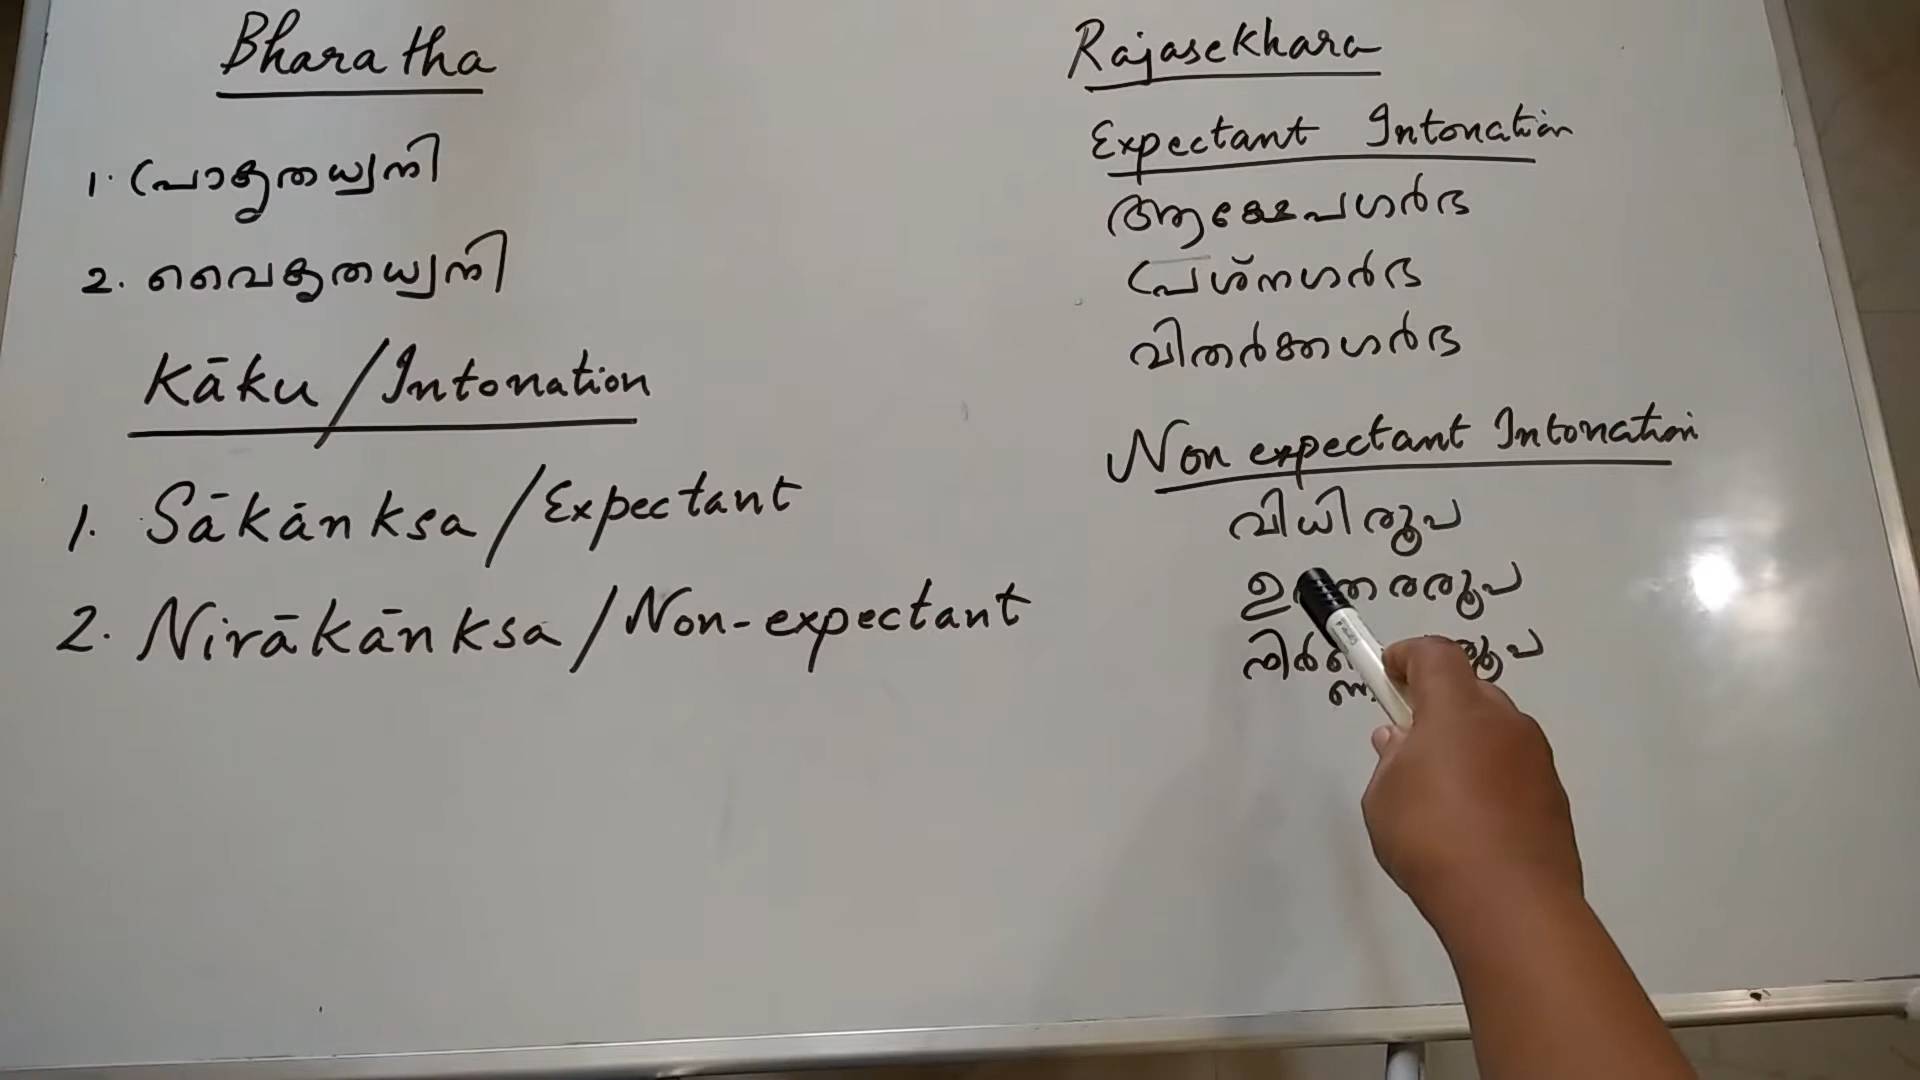 Bharatha
1. പ്രാകൃതധ്വനി
2. വൈകൃതധ്വനി
Kāku / Intonation
1. Sākānksa / Expectant
2. Nirākānksa / Non-expectant
Rajasekhara
Expectant Intonation
ആക്ഷേപഗർഭ
പ്രശ്നഗർഭ
വിതർക്കഗർഭ
Non expectant Intonation
വിധിരൂപ